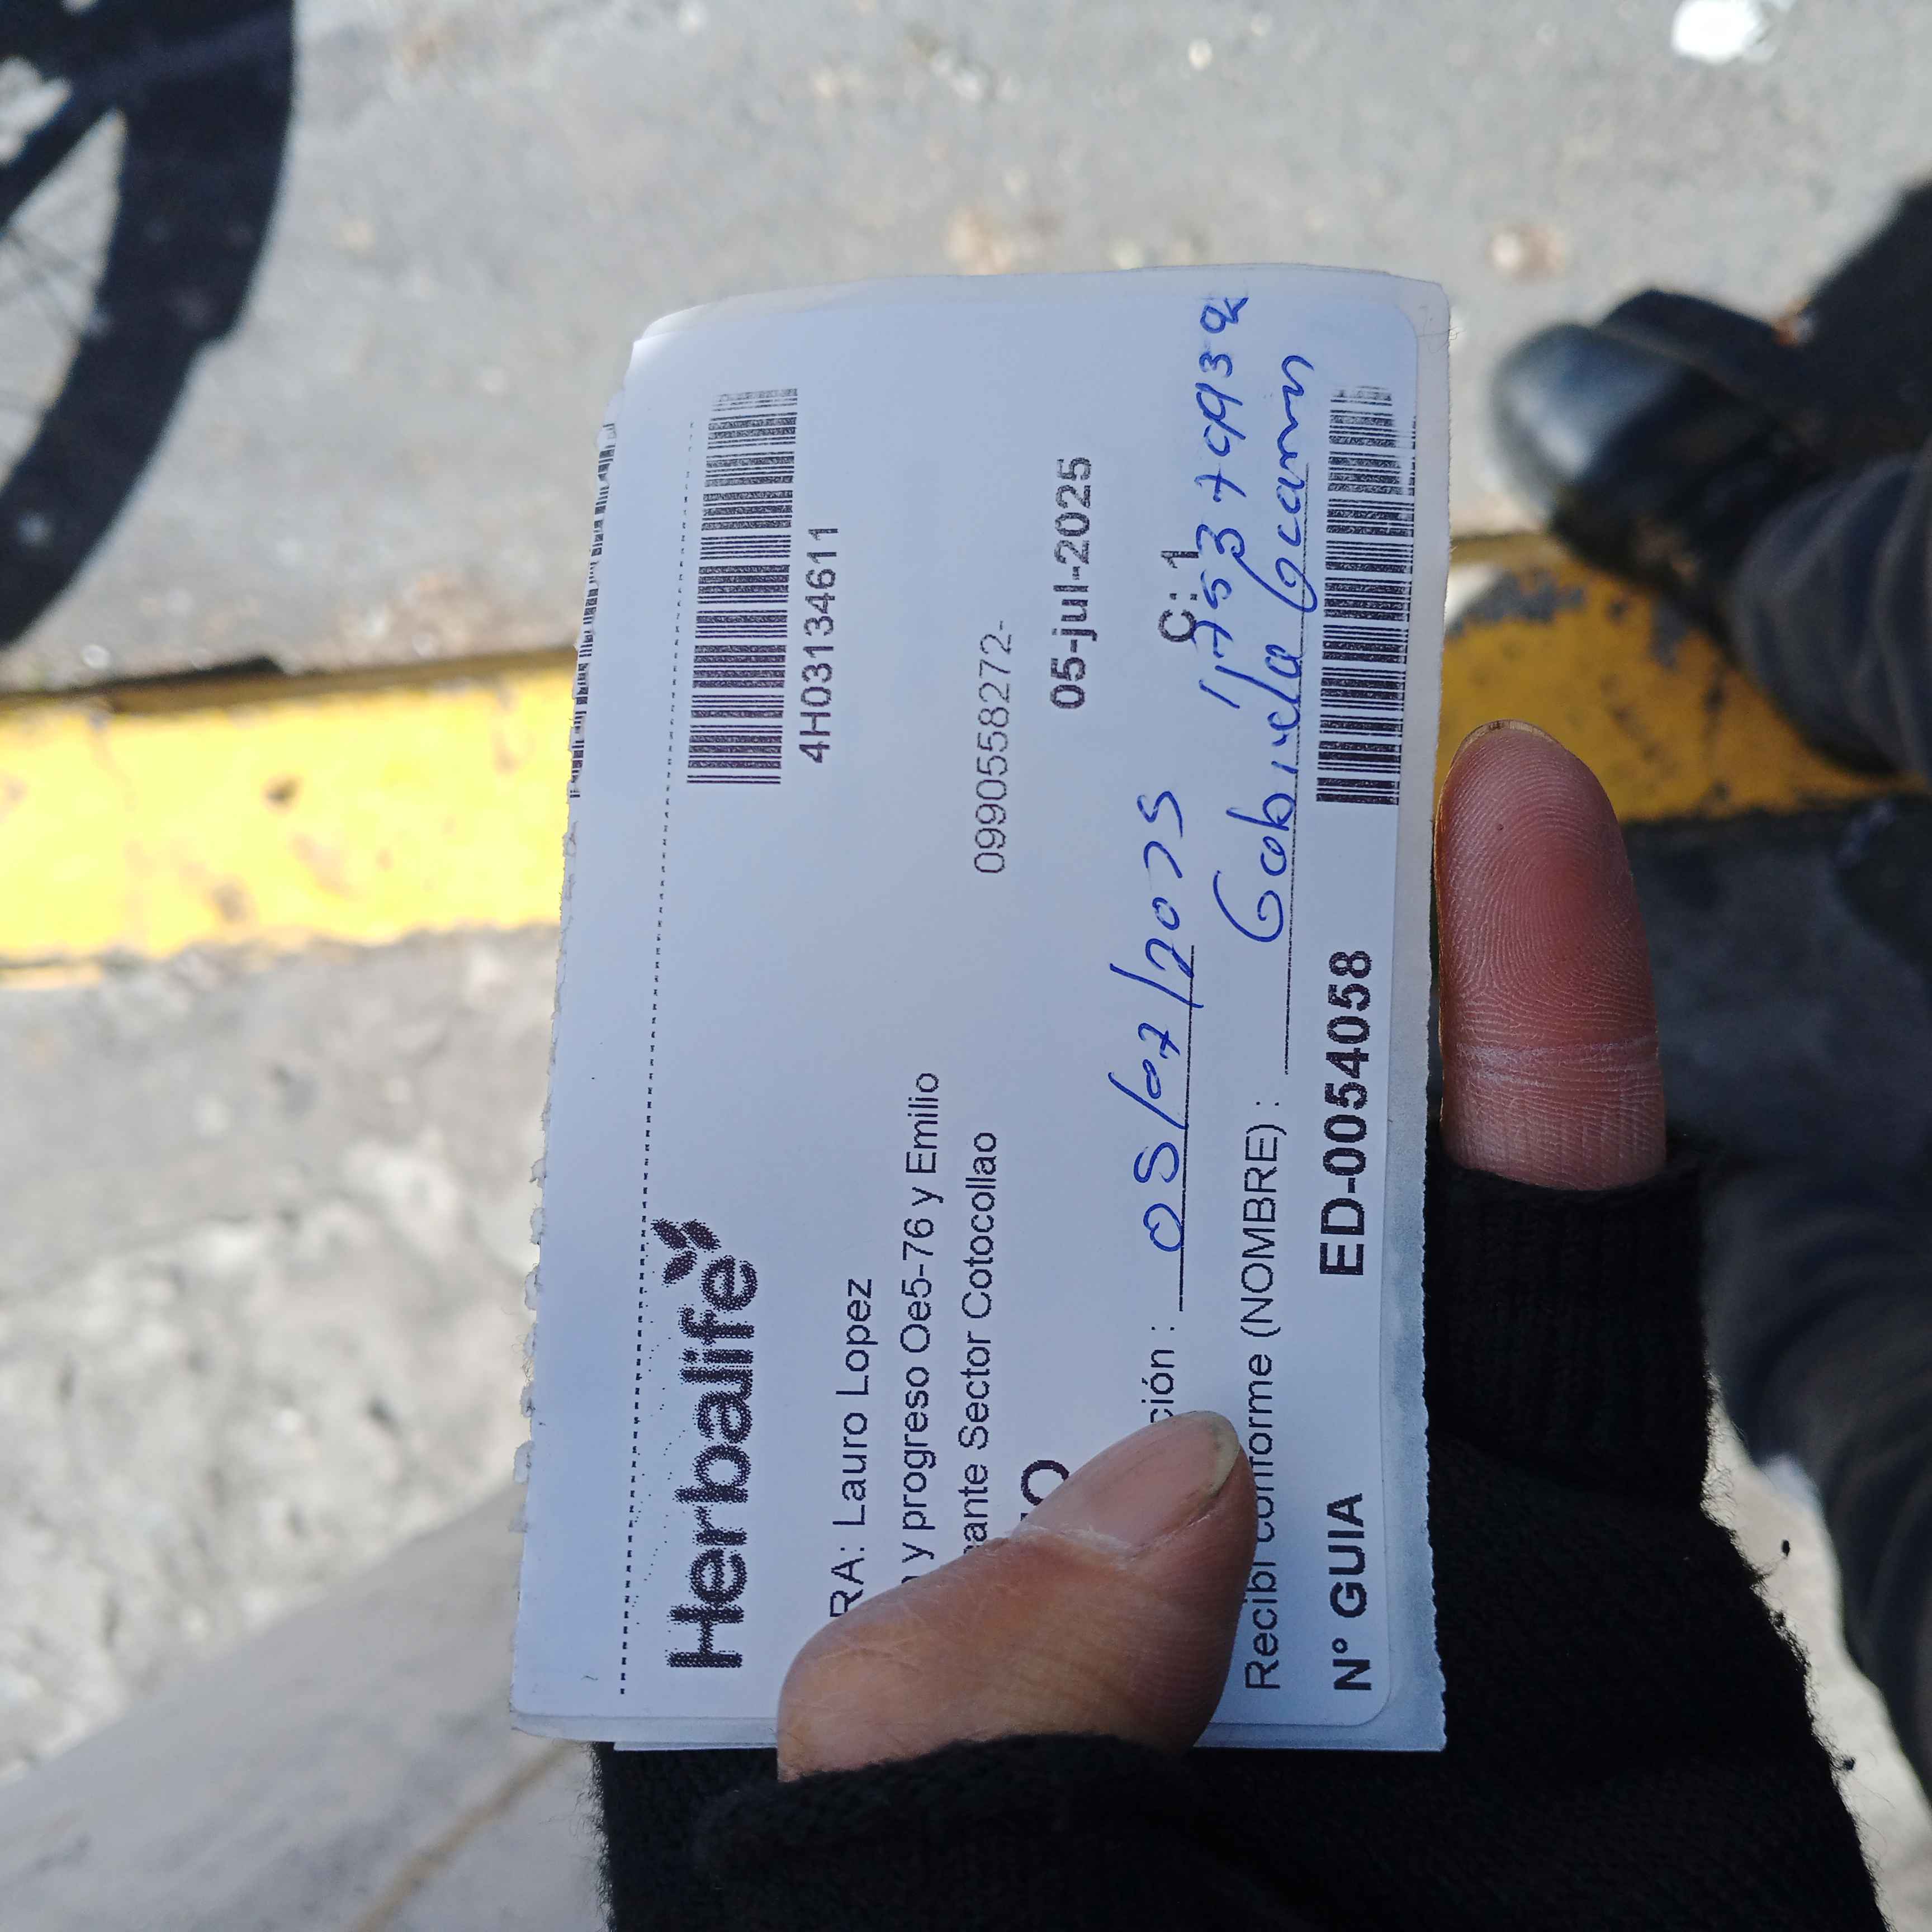 Herbalife
4H03134611
RA: Lauro Lopez
y progreso Oe5-76 y Emilio
ante Sector Cotocollao
0990558272-
O
05-jul-2025
ción : 05/07/2025
C: 1
Recibí conforme (NOMBRE) : Gabriela
N° GUIA ED-0054058